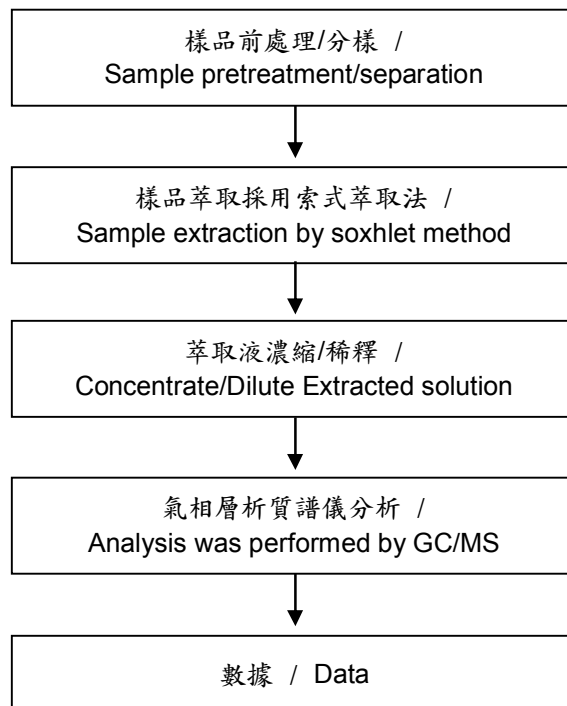 樣品前處理/分樣 /
Sample pretreatment/separation
樣品萃取採用索式萃取法 /
Sample extraction by soxhlet method
萃取液濃縮/稀釋 /
Concentrate/Dilute Extracted solution
氣相層析質譜儀分析 /
Analysis was performed by GC/MS
數據 / Data